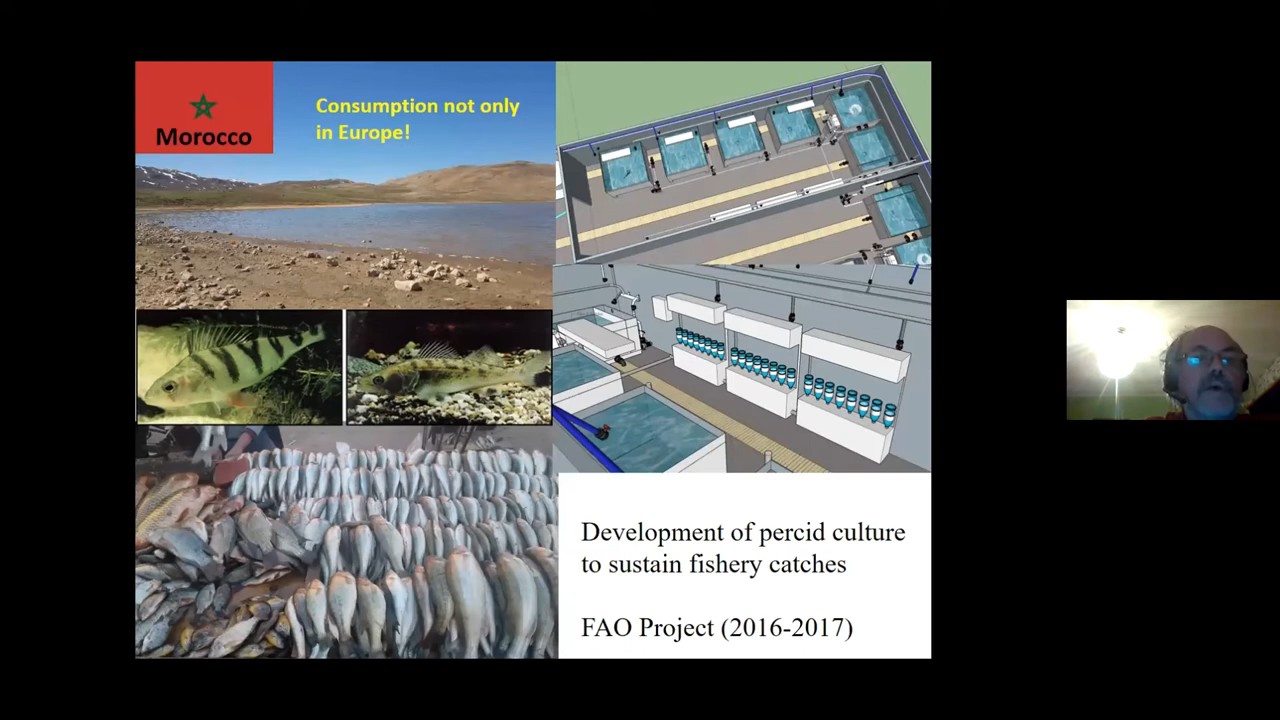 Morocco
Consumption not only
in Europe!
Development of percid culture
to sustain fishery catches
FAO Project (2016-2017)